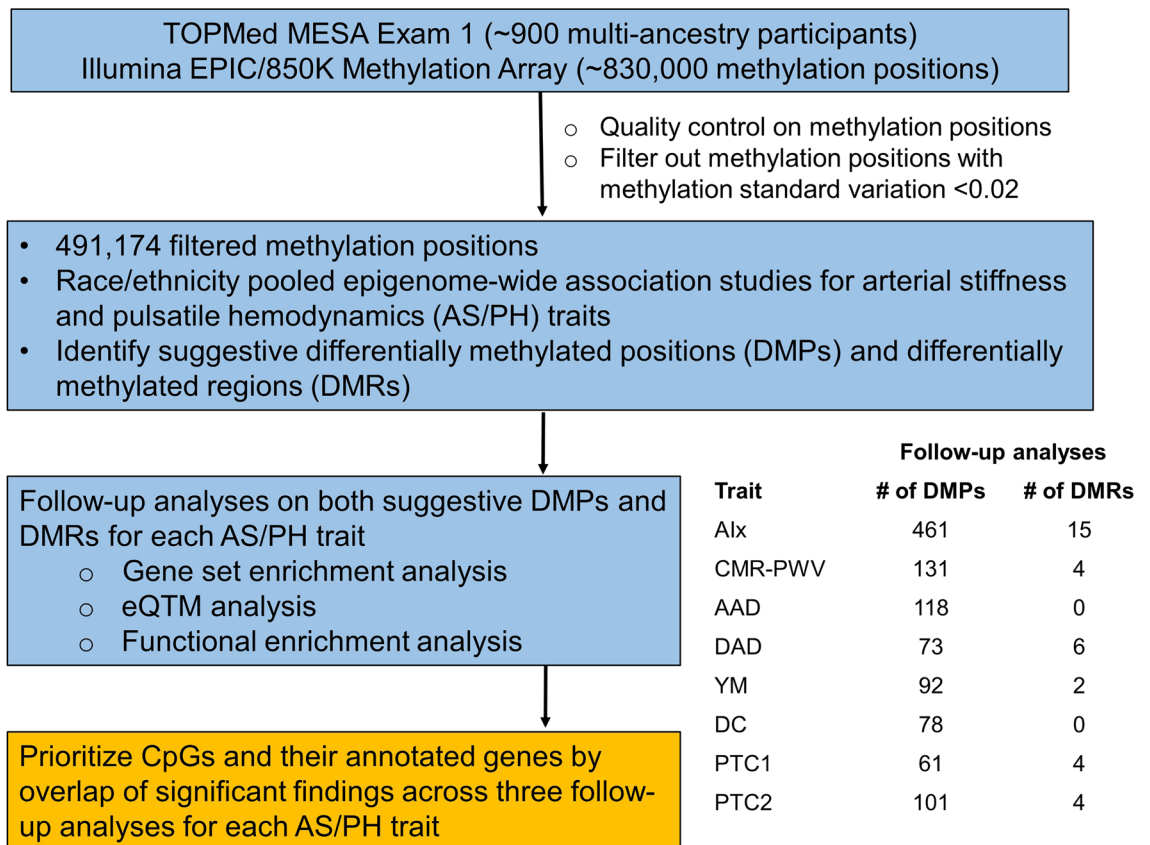 TOPMed MESA Exam 1 (~900 multi-ancestry participants)
Illumina EPIC/850K Methylation Array (~830,000 methylation positions)
o Quality control on methylation positions
o Filter out methylation positions with
methylation standard variation <0.02
• 491,174 filtered methylation positions
• Race/ethnicity pooled epigenome-wide association studies for arterial stiffness
and pulsatile hemodynamics (AS/PH) traits
• Identify suggestive differentially methylated positions (DMPs) and differentially
methylated regions (DMRs)
Follow-up analyses on both suggestive DMPs and
DMRs for each AS/PH trait
o Gene set enrichment analysis
o eQTM analysis
o Functional enrichment analysis
Prioritize CpGs and their annotated genes by
overlap of significant findings across three follow-
up analyses for each AS/PH trait
Follow-up analyses
Trait # of DMPs # of DMRs
AIx 461 15
CMR-PWV 131 4
AAD 118 0
DAD 73 6
YM 92 2
DC 78 0
PTC1 61 4
PTC2 101 4